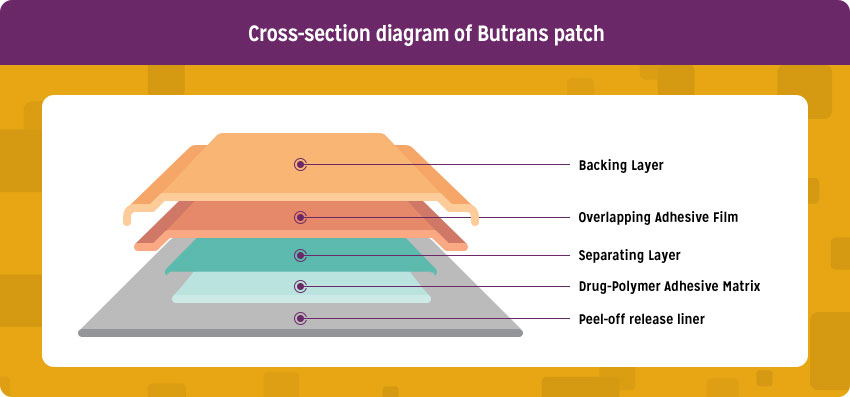 Cross-section diagram of Butrans patch
Backing Layer
Overlapping Adhesive Film
Separating Layer
Drug-Polymer Adhesive Matrix
Peel-off release liner